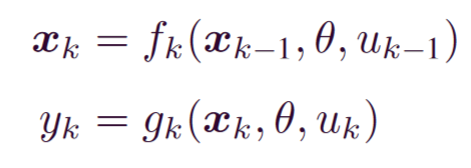 𝒙ₖ = fₖ(𝒙ₖ₋₁, θ, uₖ₋₁)
yₖ = gₖ(𝒙ₖ, θ, uₖ)